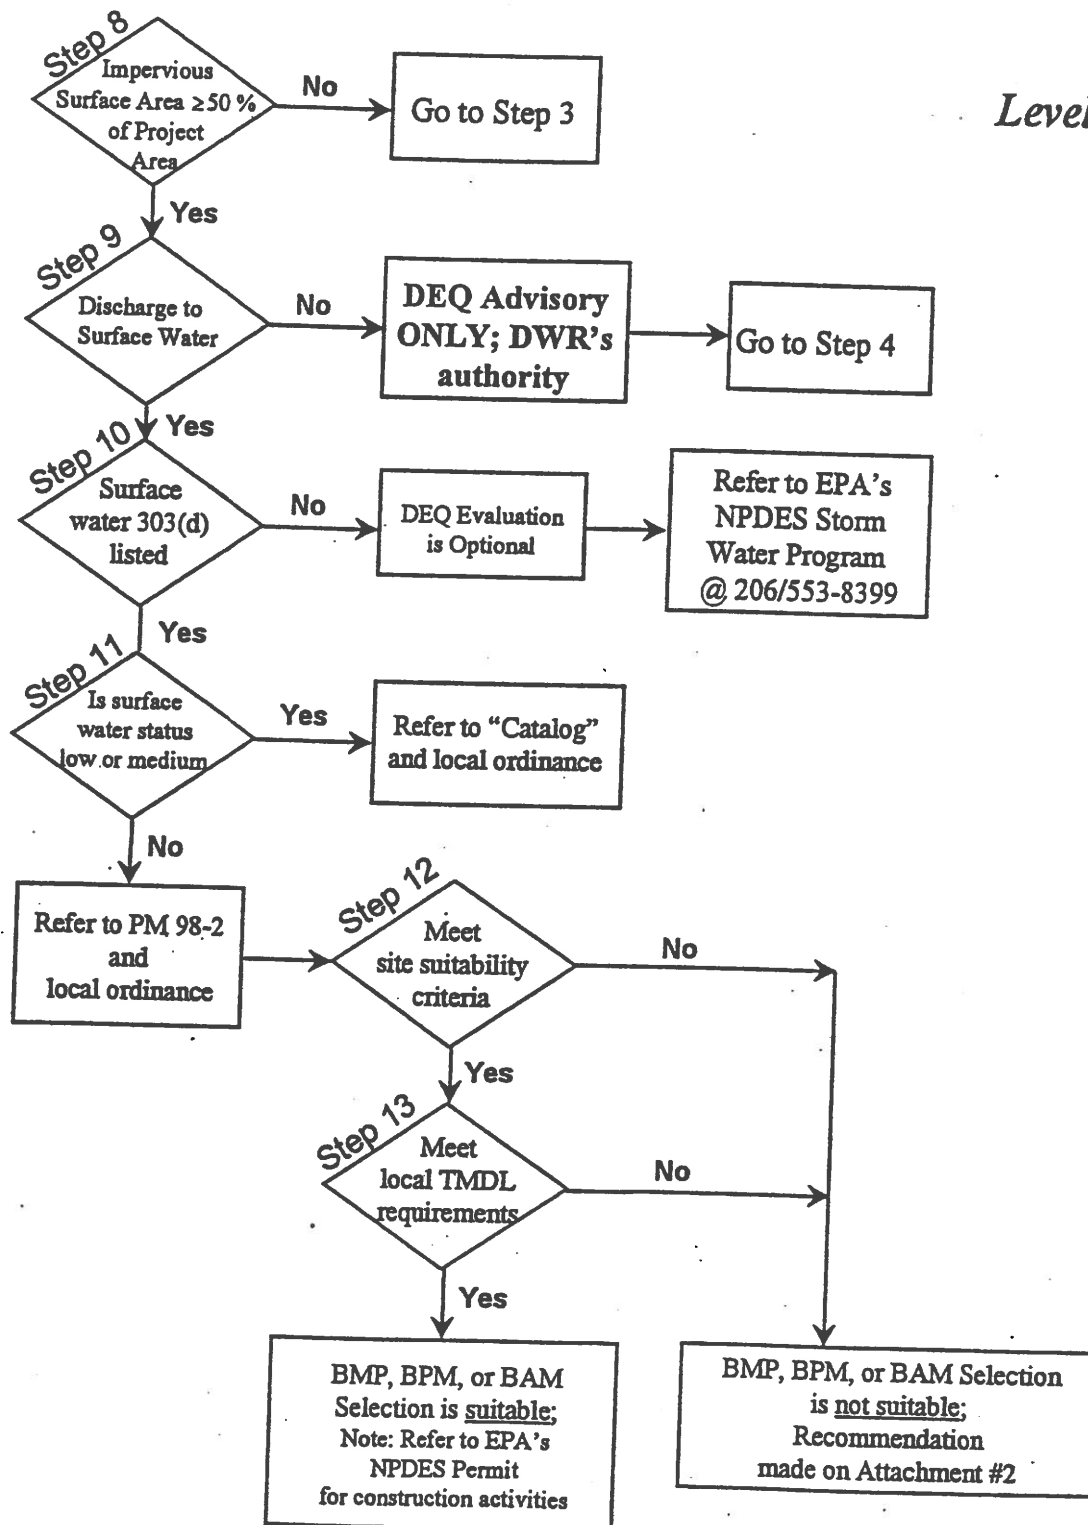 Step 8
Impervious
Surface Area ≥50 %
of Project
Area
No
Go to Step 3
Level
Yes
Step 9
Discharge to
Surface Water
No
DEQ Advisory
ONLY; DWR's
authority
Go to Step 4
Yes
Step 10
Surface
water 303(d)
listed
No
DEQ Evaluation
is Optional
Refer to EPA's
NPDES Storm
Water Program
@ 206/553-8399
Yes
Step 11
Is surface
water status
low or medium
Yes
Refer to “Catalog”
and local ordinance
No
Refer to PM 98-2
and
local ordinance
Step 12
Meet
site suitability
criteria
No
Yes
Step 13
Meet
local TMDL
requirements
No
Yes
BMP, BPM, or BAM
Selection is suitable;
Note: Refer to EPA's
NPDES Permit
for construction activities
BMP, BPM, or BAM Selection
is not suitable;
Recommendation
made on Attachment #2